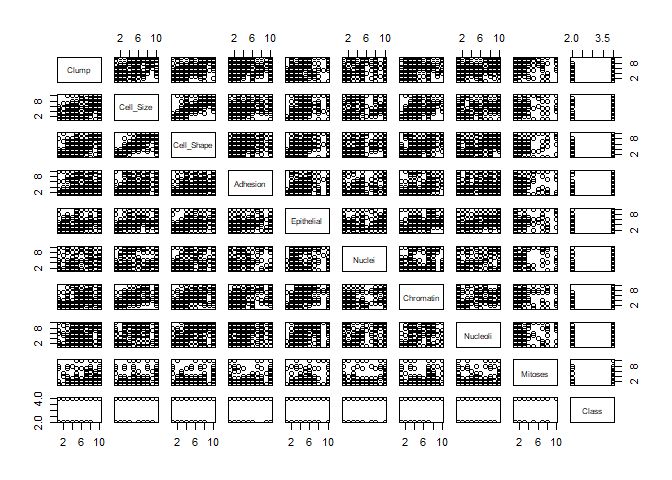 2 6 10 2 6 10 2 6 10 2 6 10 2.0 3.5
Clump 2 8
2 8 Cell_Size
Cell_Shape 2 8
2 8 Adhesion
Epithelial 2 8
2 8 Nuclei
Chromatin 2 8
2 8 Nucleoli
Mitoses 2 8
2.0 4.0 Class
2 6 10 2 6 10 2 6 10 2 6 10 2 6 10